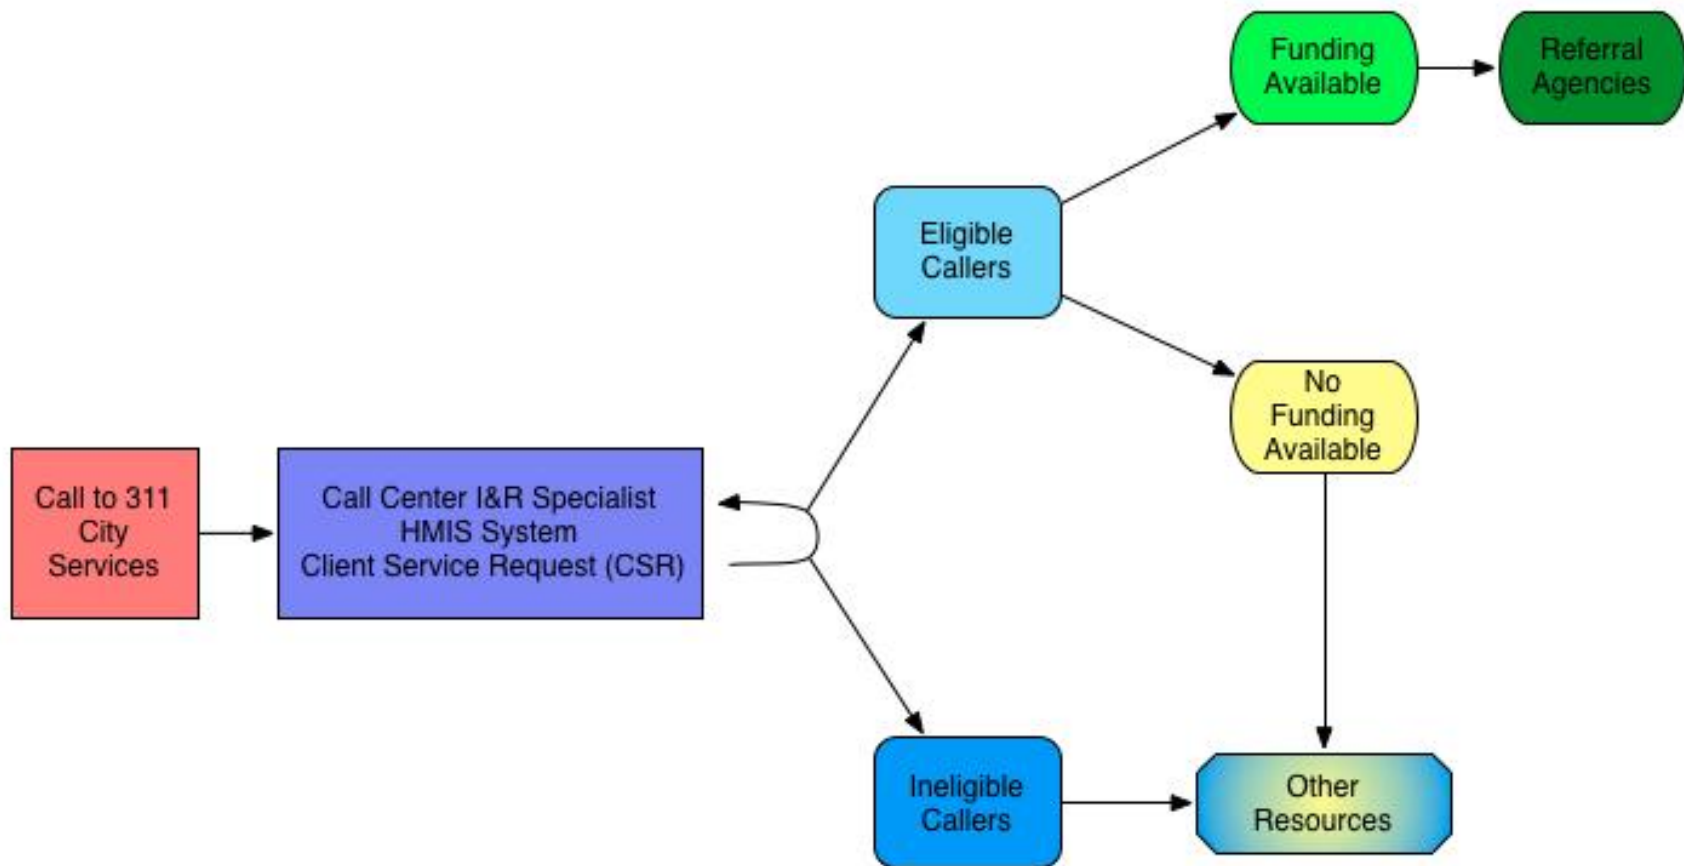 Call to 311
City
Services
Call Center I&R Specialist
HMIS System
Client Service Request (CSR)
Eligible
Callers
Funding
Available
Referral
Agencies
No
Funding
Available
Ineligible
Callers
Other
Resources